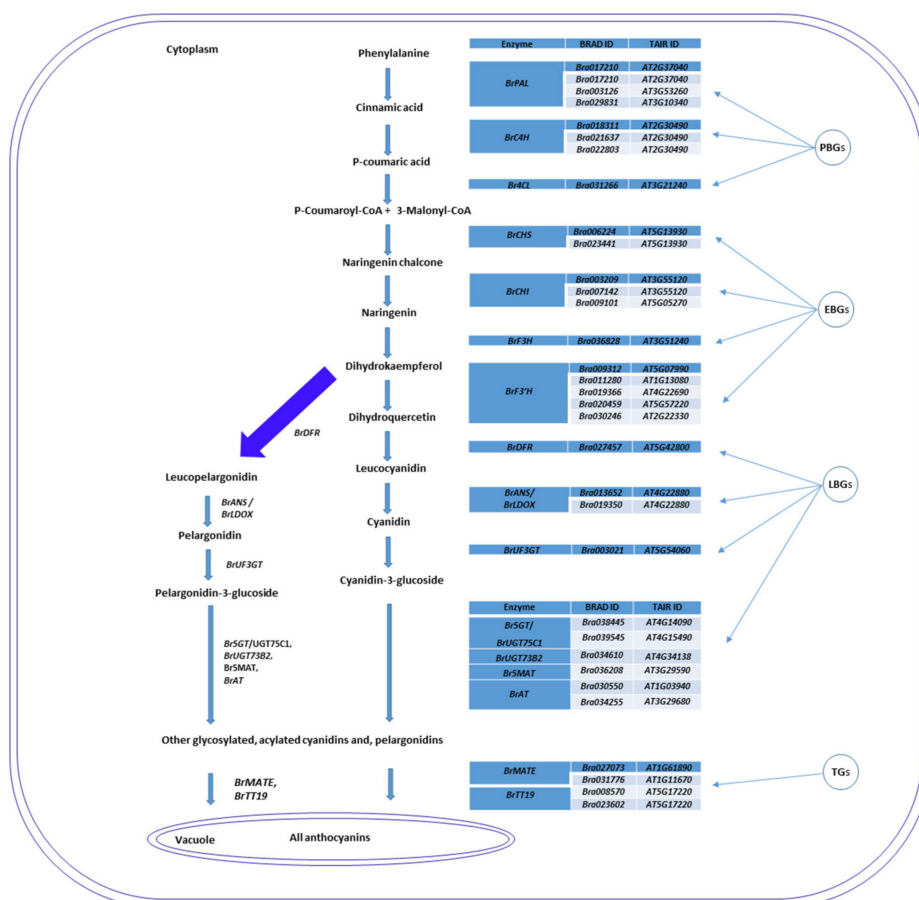 Cytoplasm
Phenylalanine
Cinnamic acid
P-coumaric acid
P-Coumaroyl-CoA + 3-Malonyl-CoA
Naringenin chalcone
Naringenin
Dihydrokaempferol
BrDFR
Dihydroquercetin
Leucocyanidin
Cyanidin
Cyanidin-3-glucoside
Leucopelargonidin
BrANS /
BrLDOX
Pelargonidin
BrUF3GT
Pelargonidin-3-glucoside
Br5GT/UGT75C1,
BrUGT73B2,
Br5MAT,
BrAT
Other glycosylated, acylated cyanidins and, pelargonidins
BrMATE,
BrTT19
Vacuole
All anthocyanins
Enzyme BRAD ID TAIR ID
BrPAL
Bra017210 AT2G37040
Bra017210 AT2G37040
Bra003126 AT3G53260
Bra029831 AT3G10340
BrC4H
Bra018311 AT2G30490
Bra021637 AT2G30490
Bra022803 AT2G30490
Br4CL Bra031266 AT3G21240
PBGs
BrCHS
Bra006224 AT5G13930
Bra023441 AT5G13930
BrCHI
Bra003209 AT3G55120
Bra007142 AT3G55120
Bra009101 AT5G05270
BrF3H Bra036828 AT3G51240
BrF3'H
Bra009312 AT5G07990
Bra011280 AT1G13080
Bra019366 AT4G22690
Bra020459 AT5G57220
Bra030246 AT2G22330
EBGs
BrDFR Bra027457 AT5G42800
BrANS/
BrLDOX
Bra013652 AT4G22880
Bra019350 AT4G22880
BrUF3GT Bra003021 AT5G54060
LBGs
Enzyme BRAD ID TAIR ID
Br5GT/
BrUGT75C1
Bra038445 AT4G14090
Bra039545 AT4G15490
BrUGT73B2 Bra034610 AT4G34138
Br5MAT Bra036208 AT3G29590
BrAT
Bra030550 AT1G03940
Bra034255 AT3G29680
BrMATE
Bra027073 AT1G61890
Bra031776 AT1G11670
BrTT19
Bra008570 AT5G17220
Bra023602 AT5G17220
TGs